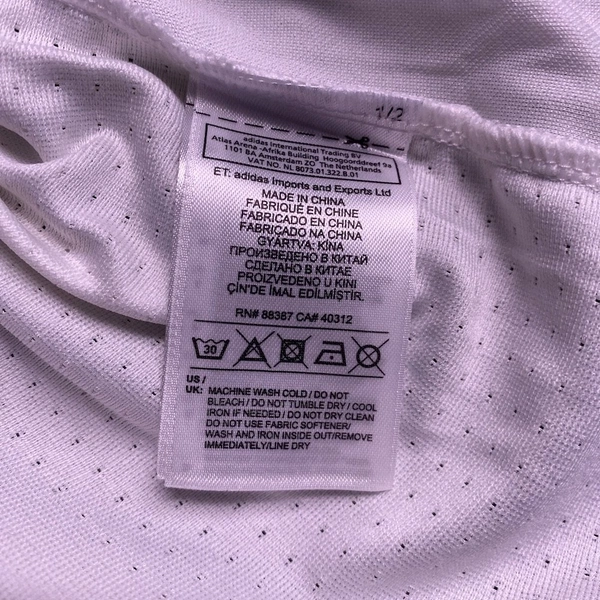 1/2
adidas International Trading BV
Atlas Arena -Afrika Building Hoogoorddreef 9a
1101 BA Amsterdam ZO The Netherlands
VAT NO. NL 8073.01.322.B.01
ET: adidas Imports and Exports Ltd
MADE IN CHINA
FABRIQUÉ EN CHINE
FABRICADO EN CHINA
FABRICADO NA CHINA
GYÁRTVA: KÍNA
ПРОИЗВЕДЕНО В КИТАЙ
СДЕЛАНО В КИТАЕ
PROIZVEDENO U KINI
ÇİN'DE İMAL EDİLMİŞTİR.
RN# 88387 CA# 40312
30
US /
UK: MACHINE WASH COLD / DO NOT
BLEACH / DO NOT TUMBLE DRY / COOL
IRON IF NEEDED / DO NOT DRY CLEAN
DO NOT USE FABRIC SOFTENER/
WASH AND IRON INSIDE OUT/REMOVE
IMMEDIATELY/LINE DRY